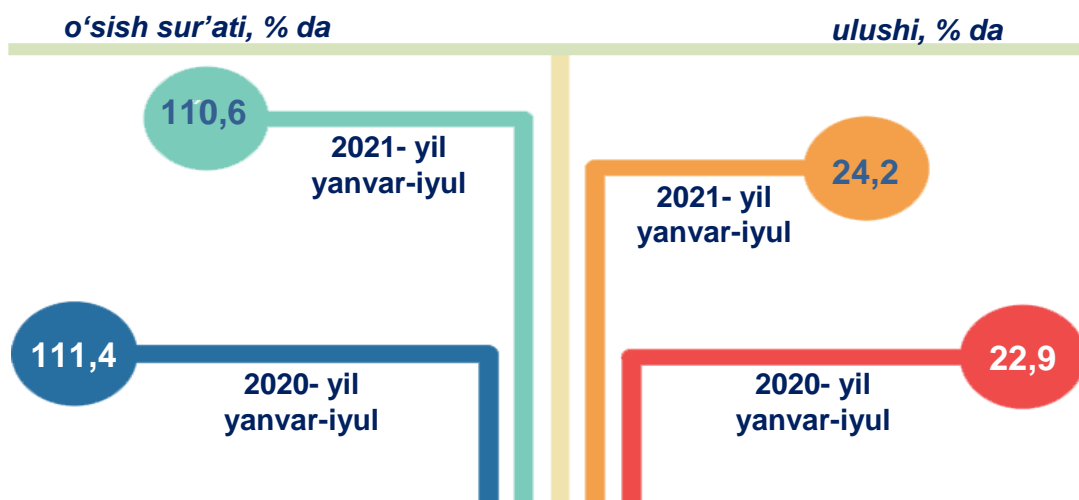 o‘sish sur’ati, % da
ulushi, % da
110,6
2021- yil
yanvar-iyul
24,2
2021- yil
yanvar-iyul
111,4
2020- yil
yanvar-iyul
22,9
2020- yil
yanvar-iyul